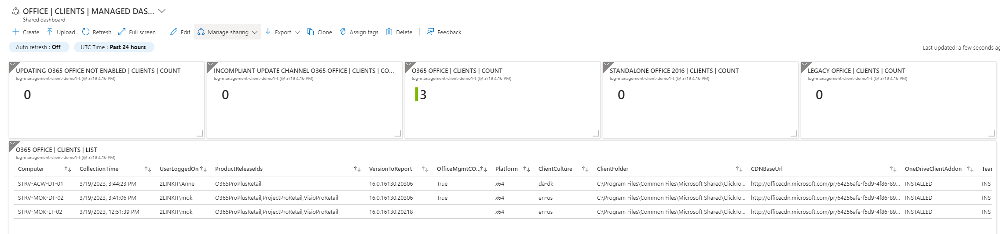 OFFICE | CLIENTS | MANAGED DAS...
Shared dashboard
Create Upload Refresh Full screen Edit Manage sharing Export Clone Assign tags Delete Feedback
Auto refresh : Off UTC Time : Past 24 hours
Last updated: a few seconds ag
UPDATING O365 OFFICE NOT ENABLED | CLIENTS | COUNT
log-management-client-demo1-t (@ 3/19 4:16 PM)
0
INCOMPLIANT UPDATE CHANNEL O365 OFFICE | CLIENTS | CO...
log-management-client-demo1-t (@ 3/19 4:16 PM)
0
O365 OFFICE | CLIENTS | COUNT
log-management-client-demo1-t (@ 3/19 4:16 PM)
3
STANDALONE OFFICE 2016 | CLIENTS | COUNT
log-management-client-demo1-t (@ 3/19 4:16 PM)
0
LEGACY OFFICE | CLIENTS | COUNT
log-management-client-demo1-t (@ 3/19 4:16 PM)
0
O365 OFFICE | CLIENTS | LIST
log-management-client-demo1-t (@ 3/19 4:16 PM)
Computer CollectionTime UserLoggedOn ProductReleaseIds VersionToReport OfficeMgmtCO... Platform ClientCulture ClientFolder CDNBaseUrl OneDriveClientAddon Tear
STRV-ACW-DT-01 3/19/2023, 3:44:23 PM 2LINKIT\Anne O365ProPlusRetail 16.0.16130.20306 True x64 da-dk C:\Program Files\Common Files\Microsoft Shared\ClickTo... http://officecdn.microsoft.com/pr/64256afe-f5d9-4f86-89... INSTALLED INS
STRV-MOK-DT-02 3/19/2023, 3:41:06 PM 2LINKIT\mok O365ProPlusRetail,ProjectProRetail,VisioProRetail 16.0.16130.20306 True x64 en-us C:\Program Files\Common Files\Microsoft Shared\ClickTo... http://officecdn.microsoft.com/pr/64256afe-f5d9-4f86-89... INSTALLED INS
STRV-MOK-LT-02 3/19/2023, 12:51:39 PM 2LINKIT\mok O365ProPlusRetail,ProjectProRetail,VisioProRetail 16.0.16130.20218 x64 en-us C:\Program Files\Common Files\Microsoft Shared\ClickTo... http://officecdn.microsoft.com/pr/64256afe-f5d9-4f86-89... INSTALLED INS